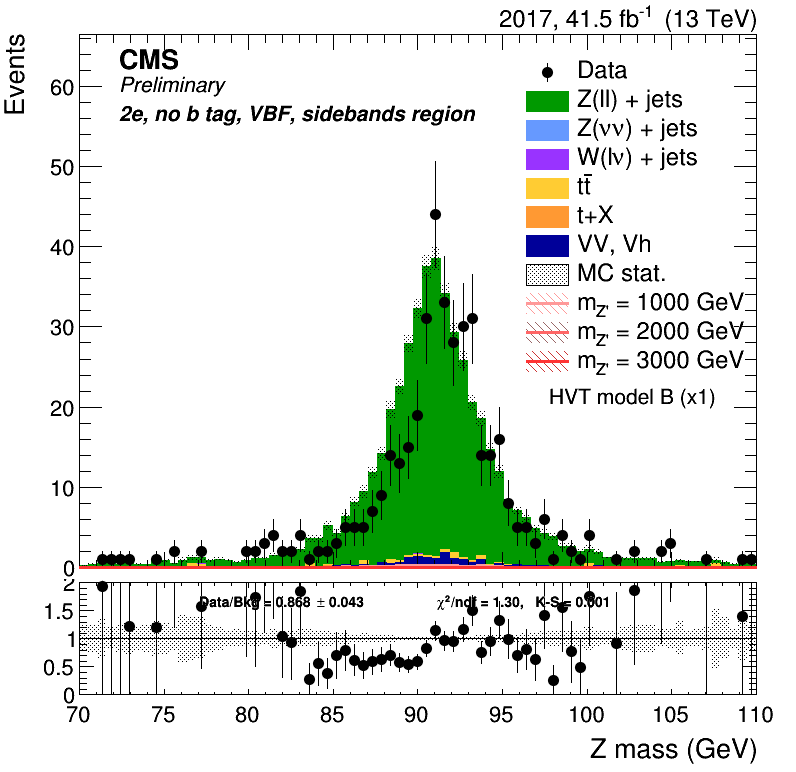 2017, 41.5 fb⁻¹ (13 TeV)
Events
CMS
Preliminary
2e, no b tag, VBF, sidebands region
Data
Z(ll) + jets
Z(νν) + jets
W(lν) + jets
tt̄
t+X
VV, Vh
MC stat.
m_Z' = 1000 GeV
m_Z' = 2000 GeV
m_Z' = 3000 GeV
HVT model B (x1)
60
50
40
30
20
10
0
Data/Bkg = 0.868 ± 0.043 χ²/ndf = 1.30, K-S = 0.001
2
1.5
1
0.5
0
70 75 80 85 90 95 100 105 110
Z mass (GeV)